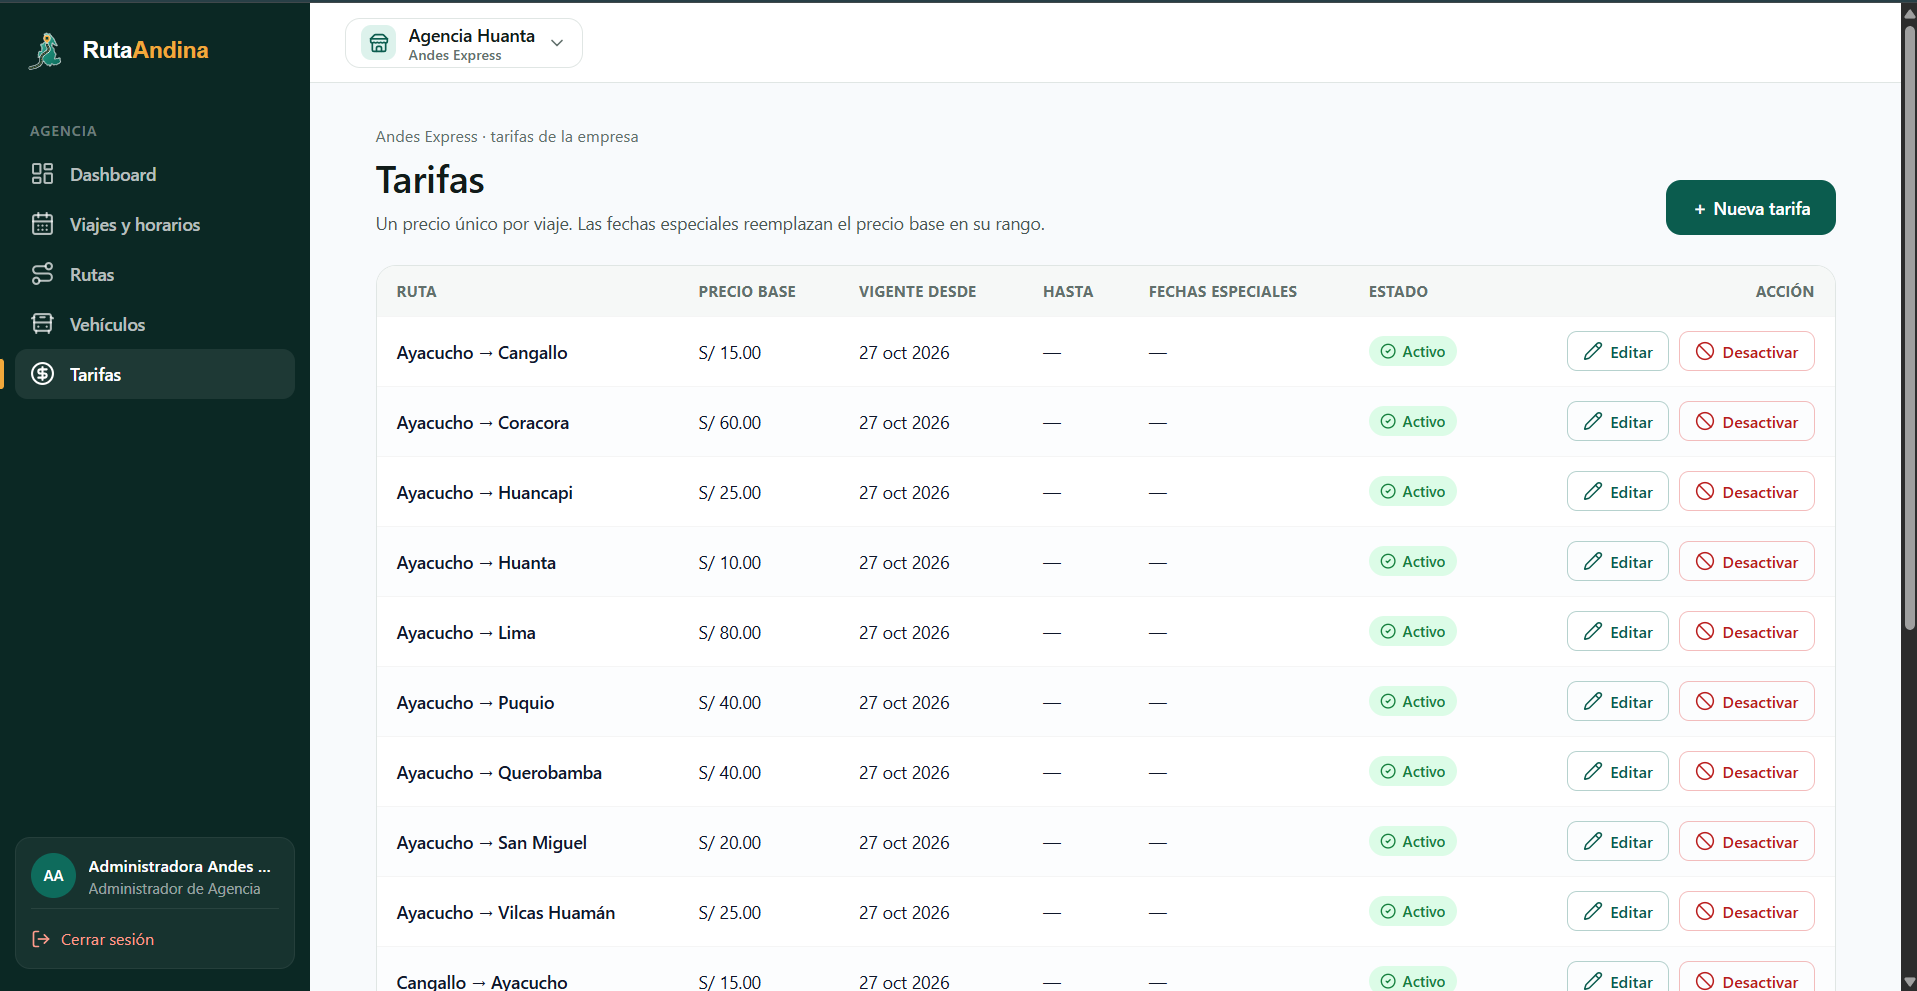 RutaAndina
Agencia Huanta
Andes Express
AGENCIA
Dashboard
Viajes y horarios
Rutas
Vehículos
Tarifas
AA
Administradora Andes ...
Administrador de Agencia
Cerrar sesión
Andes Express · tarifas de la empresa
Tarifas
Un precio único por viaje. Las fechas especiales reemplazan el precio base en su rango.
+ Nueva tarifa
RUTA PRECIO BASE VIGENTE DESDE HASTA FECHAS ESPECIALES ESTADO ACCIÓN
Ayacucho → Cangallo S/ 15.00 27 oct 2026 — — Activo Editar Desactivar
Ayacucho → Coracora S/ 60.00 27 oct 2026 — — Activo Editar Desactivar
Ayacucho → Huancapi S/ 25.00 27 oct 2026 — — Activo Editar Desactivar
Ayacucho → Huanta S/ 10.00 27 oct 2026 — — Activo Editar Desactivar
Ayacucho → Lima S/ 80.00 27 oct 2026 — — Activo Editar Desactivar
Ayacucho → Puquio S/ 40.00 27 oct 2026 — — Activo Editar Desactivar
Ayacucho → Querobamba S/ 40.00 27 oct 2026 — — Activo Editar Desactivar
Ayacucho → San Miguel S/ 20.00 27 oct 2026 — — Activo Editar Desactivar
Ayacucho → Vilcas Huamán S/ 25.00 27 oct 2026 — — Activo Editar Desactivar
Cangallo → Ayacucho S/ 15.00 27 oct 2026 — — Activo Editar Desactivar